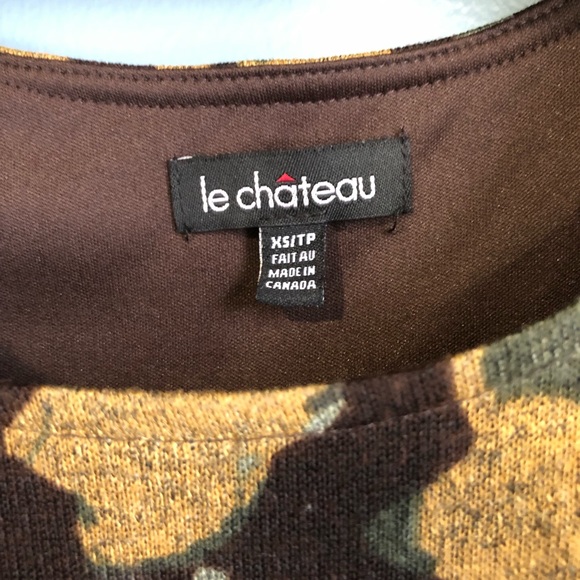 le château
XS/TP
FAIT AU
MADE IN
CANADA